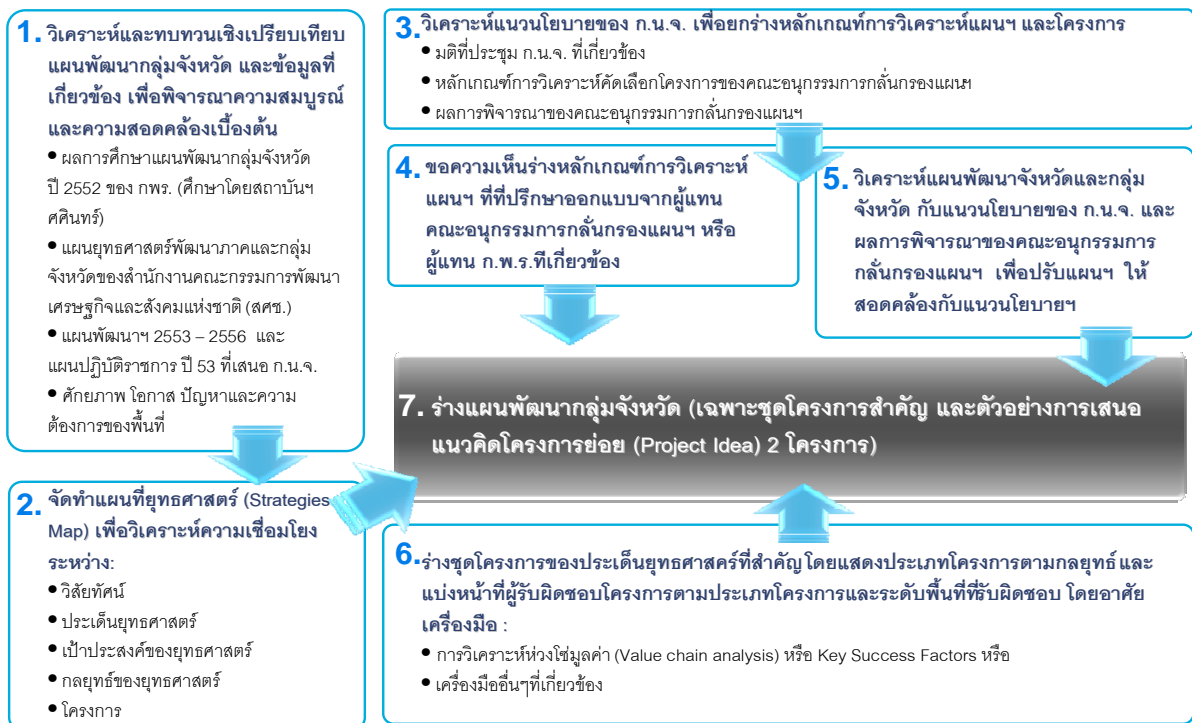 1. วิเคราะห์และทบทวนเชิงเปรียบเทียบ
แผนพัฒนากลุ่มจังหวัด และข้อมูลที่
เกี่ยวข้อง เพื่อพิจารณาความสมบูรณ์
และความสอดคล้องเบื้องต้น
• ผลการศึกษาแผนพัฒนากลุ่มจังหวัด
ปี 2552 ของ กพร. (ศึกษาโดยสถาบันฯ
ศศินทร์)
• แผนยุทธศาสตร์พัฒนาภาคและกลุ่ม
จังหวัดของสำนักงานคณะกรรมการพัฒนา
เศรษฐกิจและสังคมแห่งชาติ (สศช.)
• แผนพัฒนาฯ 2553 – 2556 และ
แผนปฏิบัติราชการ ปี 53 ที่เสนอ ก.น.จ.
• ศักยภาพ โอกาส ปัญหาและความ
ต้องการของพื้นที่
2. จัดทำแผนที่ยุทธศาสตร์ (Strategies
Map) เพื่อวิเคราะห์ความเชื่อมโยง
ระหว่าง:
• วิสัยทัศน์
• ประเด็นยุทธศาสตร์
• เป้าประสงค์ของยุทธศาสตร์
• กลยุทธ์ของยุทธศาสตร์
• โครงการ
3. วิเคราะห์แนวนโยบายของ ก.น.จ. เพื่อยกร่างหลักเกณฑ์การวิเคราะห์แผนฯ และโครงการ
• มติที่ประชุม ก.น.จ. ที่เกี่ยวข้อง
• หลักเกณฑ์การวิเคราะห์คัดเลือกโครงการของคณะอนุกรรมการกลั่นกรองแผนฯ
• ผลการพิจารณาของคณะอนุกรรมการกลั่นกรองแผนฯ
4. ขอความเห็นร่างหลักเกณฑ์การวิเคราะห์
แผนฯ ที่ที่ปรึกษาออกแบบจากผู้แทน
คณะอนุกรรมการกลั่นกรองแผนฯ หรือ
ผู้แทน ก.พ.ร.ทีเกี่ยวข้อง
5. วิเคราะห์แผนพัฒนาจังหวัดและกลุ่ม
จังหวัด กับแนวนโยบายของ ก.น.จ. และ
ผลการพิจารณาของคณะอนุกรรมการ
กลั่นกรองแผนฯ เพื่อปรับแผนฯ ให้
สอดคล้องกับแนวนโยบายฯ
7. ร่างแผนพัฒนากลุ่มจังหวัด (เฉพาะชุดโครงการสำคัญ และตัวอย่างการเสนอ
แนวคิดโครงการย่อย (Project Idea) 2 โครงการ)
6. ร่างชุดโครงการของประเด็นยุทธศาสตร์ที่สำคัญ โดยแสดงประเภทโครงการตามกลยุทธ์ และ
แบ่งหน้าที่ผู้รับผิดชอบโครงการตามประเภทโครงการและระดับพื้นที่ที่รับผิดชอบ โดยอาศัย
เครื่องมือ :
• การวิเคราะห์ห่วงโซ่มูลค่า (Value chain analysis) หรือ Key Success Factors หรือ
• เครื่องมืออื่นๆที่เกี่ยวข้อง